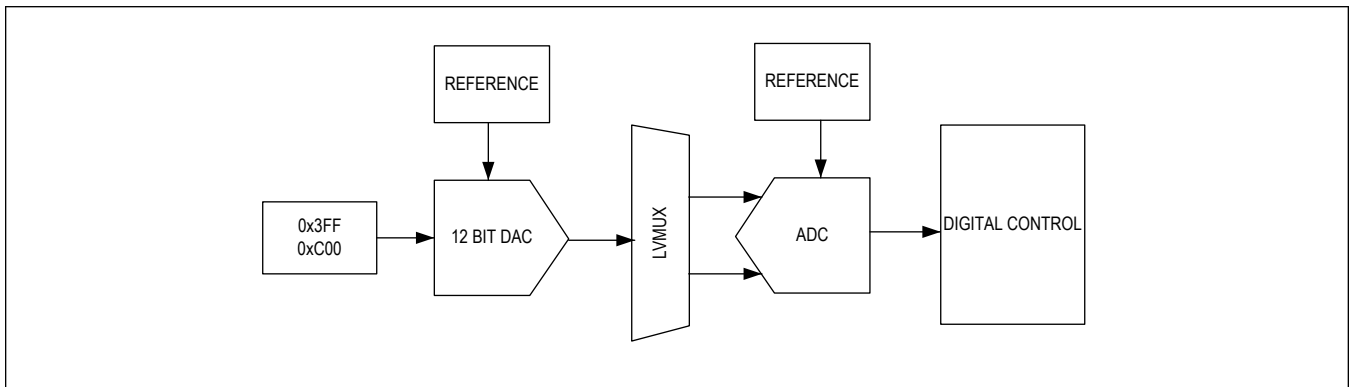 REFERENCE
REFERENCE
0x3FF
0xC00
12 BIT DAC
LVMUX
ADC
DIGITAL CONTROL